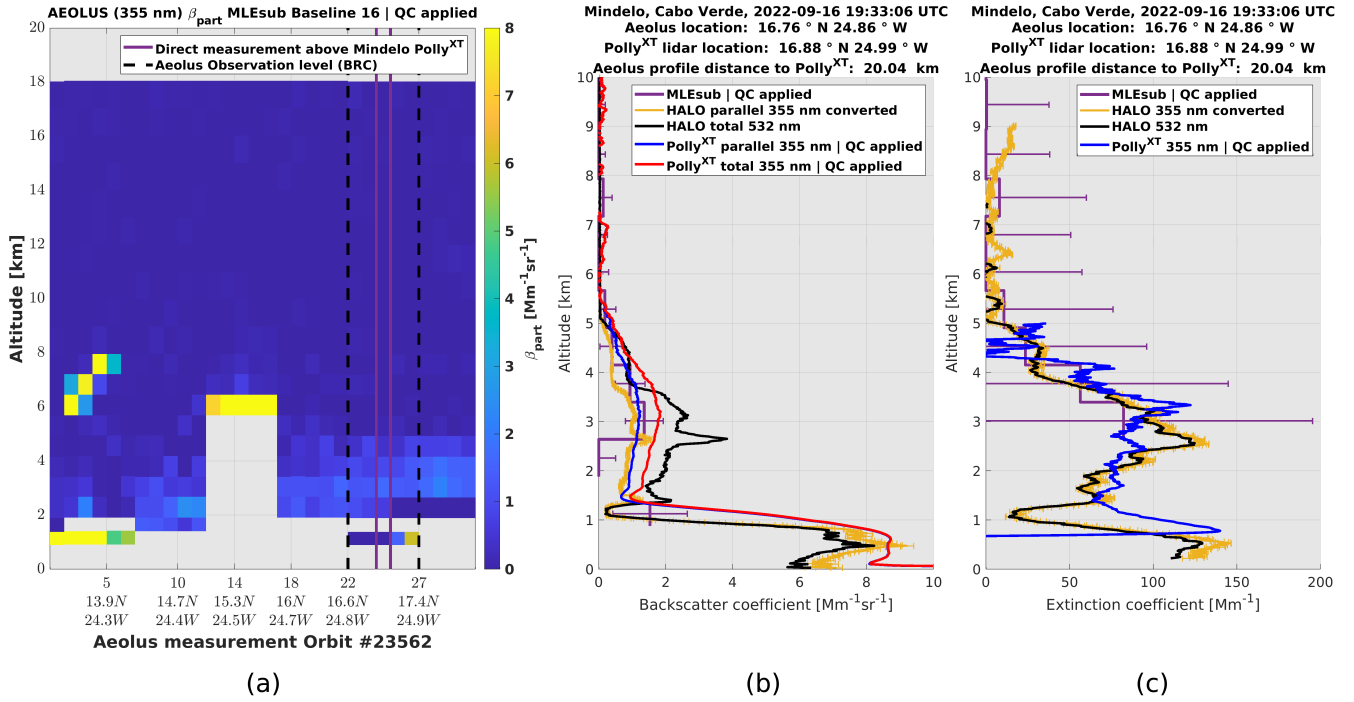 AEOLUS (355 nm) β_part MLEsub Baseline 16 | QC applied
Direct measurement above Mindelo Polly^XT
Aeolus Observation level (BRC)
Altitude [km]
20
18
16
14
12
10
8
6
4
2
0
5 10 14 18 22 27
13.9N 14.7N 15.3N 16N 16.6N 17.4N
24.3W 24.4W 24.5W 24.7W 24.8W 24.9W
Aeolus measurement Orbit #23562
8
7
6
5
4
3
2
1
0
β_part [Mm^-1sr^-1]
(a)
Mindelo, Cabo Verde, 2022-09-16 19:33:06 UTC
Aeolus location: 16.76 ° N 24.86 ° W
Polly^XT lidar location: 16.88 ° N 24.99 ° W
Aeolus profile distance to Polly^XT: 20.04 km
MLEsub | QC applied
HALO parallel 355 nm converted
HALO total 532 nm
Polly^XT parallel 355 nm | QC applied
Polly^XT total 355 nm | QC applied
Altitude [km]
10
9
8
7
6
5
4
3
2
1
0
0 2 4 6 8 10
Backscatter coefficient [Mm^-1sr^-1]
(b)
Mindelo, Cabo Verde, 2022-09-16 19:33:06 UTC
Aeolus location: 16.76 ° N 24.86 ° W
Polly^XT lidar location: 16.88 ° N 24.99 ° W
Aeolus profile distance to Polly^XT: 20.04 km
MLEsub | QC applied
HALO 355 nm converted
HALO 532 nm
Polly^XT 355 nm | QC applied
Altitude [km]
10
9
8
7
6
5
4
3
2
1
0
0 50 100 150 200
Extinction coefficient [Mm^-1]
(c)